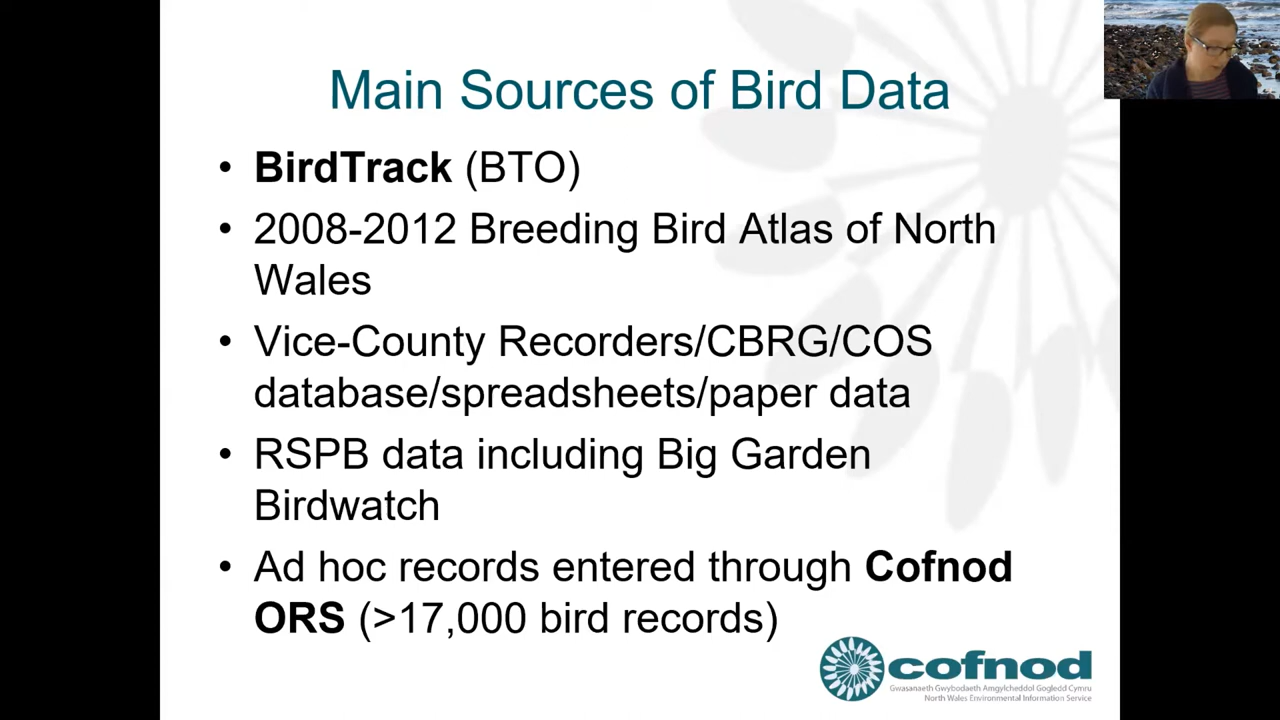 Main Sources of Bird Data
• BirdTrack (BTO)
• 2008-2012 Breeding Bird Atlas of North
Wales
• Vice-County Recorders/CBRG/COS
database/spreadsheets/paper data
• RSPB data including Big Garden
Birdwatch
• Ad hoc records entered through Cofnod
ORS (>17,000 bird records)
cofnod
Gwasanaeth Gwybodaeth Amgylcheddol Gogledd Cymru
North Wales Environmental Information Service